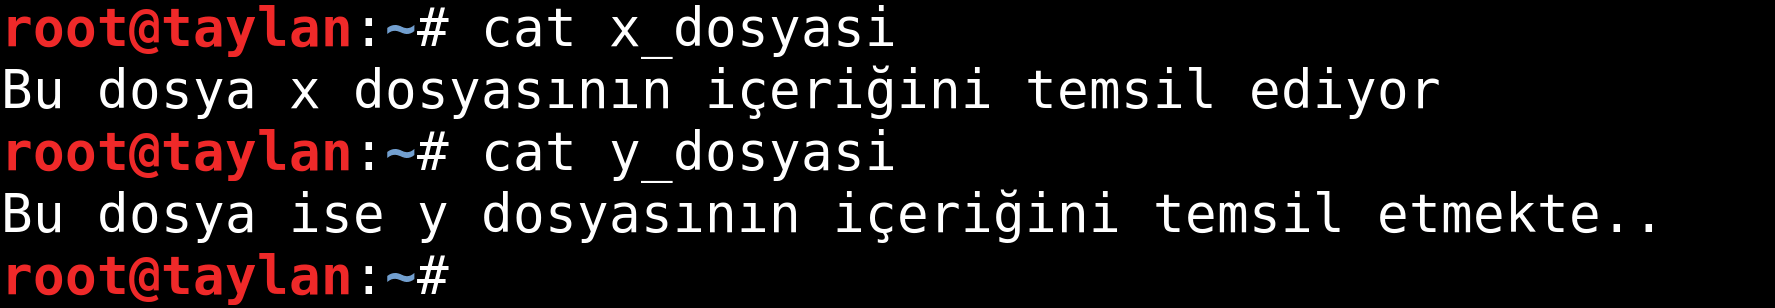 root@taylan:~# cat x_dosyasi
Bu dosya x dosyasının içeriğini temsil ediyor
root@taylan:~# cat y_dosyasi
Bu dosya ise y dosyasının içeriğini temsil etmekte..
root@taylan:~#